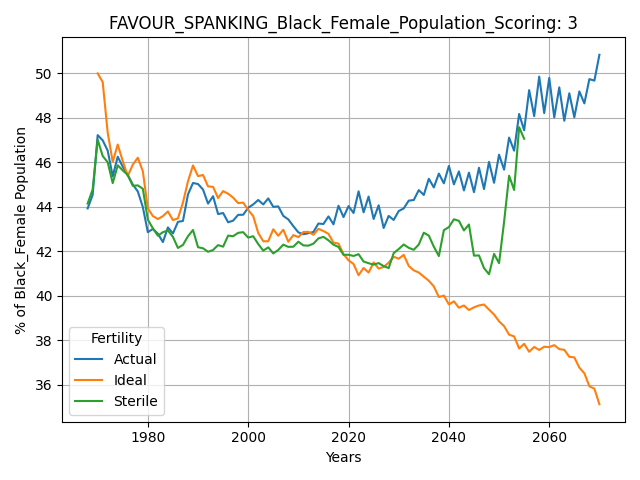 FAVOUR_SPANKING_Black_Female_Population_Scoring: 3
% of Black_Female Population
50
48
46
44
42
40
38
36
Fertility
Actual
Ideal
Sterile
1980
2000
2020
2040
2060
Years